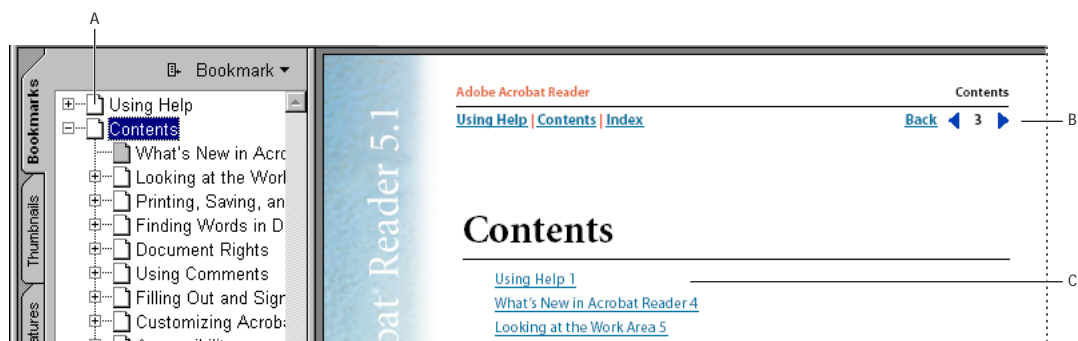 A
Bookmarks
Thumbnails
Bookmark
Using Help
Contents
What's New in Acro
Looking at the Worl
Printing, Saving, an
Finding Words in D
Document Rights
Using Comments
Filling Out and Sign
Customizing Acroba
Reader 5.1
Adobe Acrobat Reader Contents
Using Help | Contents | Index Back 3
B
Contents
Using Help 1
C
What's New in Acrobat Reader 4
Looking at the Work Area 5